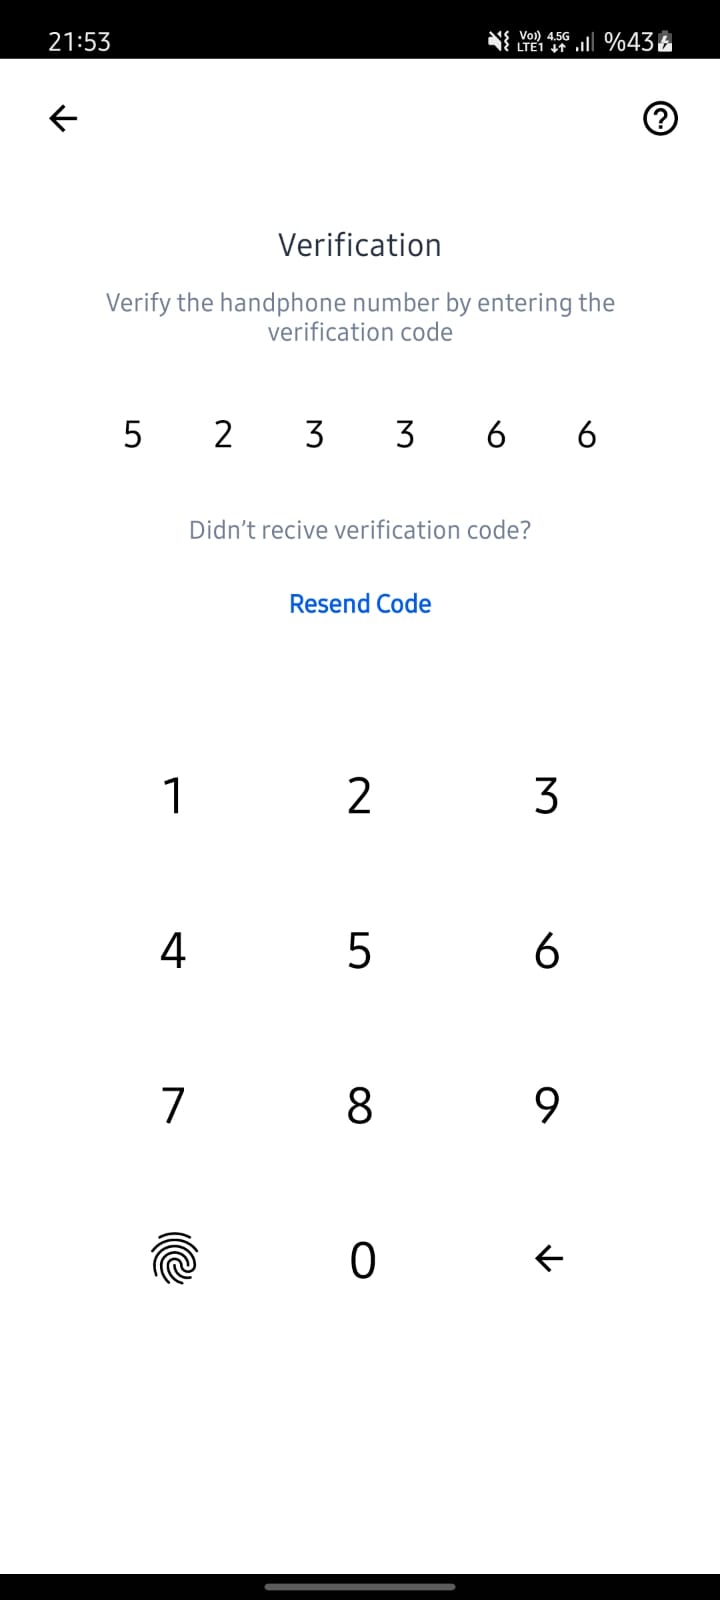 21:53 Vo)) 4.5G LTE1 %43
Verification
Verify the handphone number by entering the
verification code
5 2 3 3 6 6
Didn't recive verification code?
Resend Code
1 2 3
4 5 6
7 8 9
0